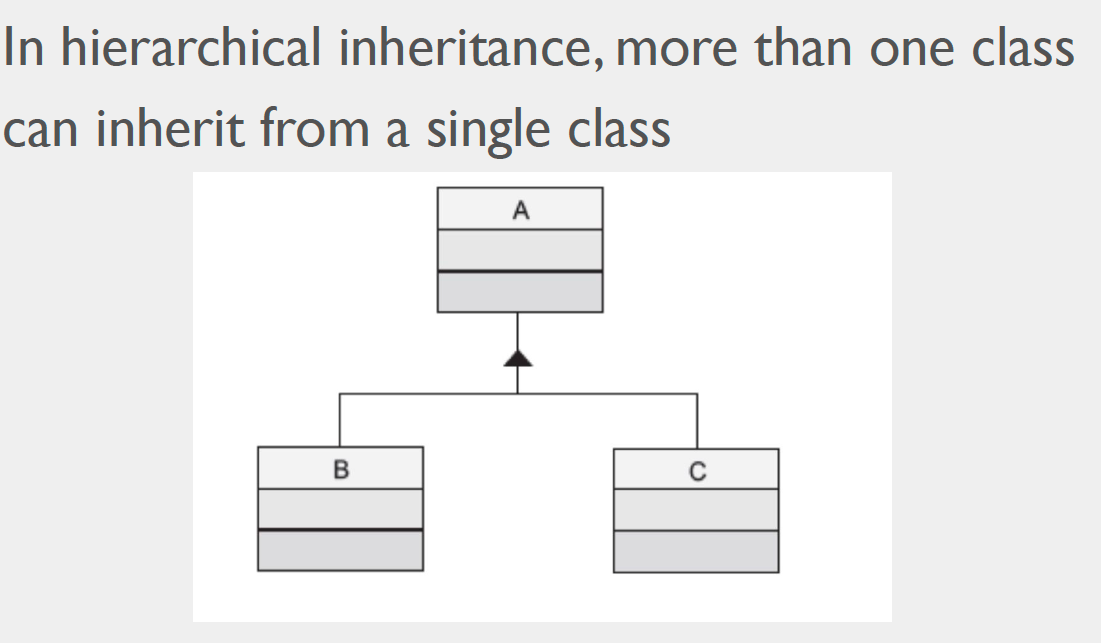 In hierarchical inheritance, more than one class
can inherit from a single class
A
B
C